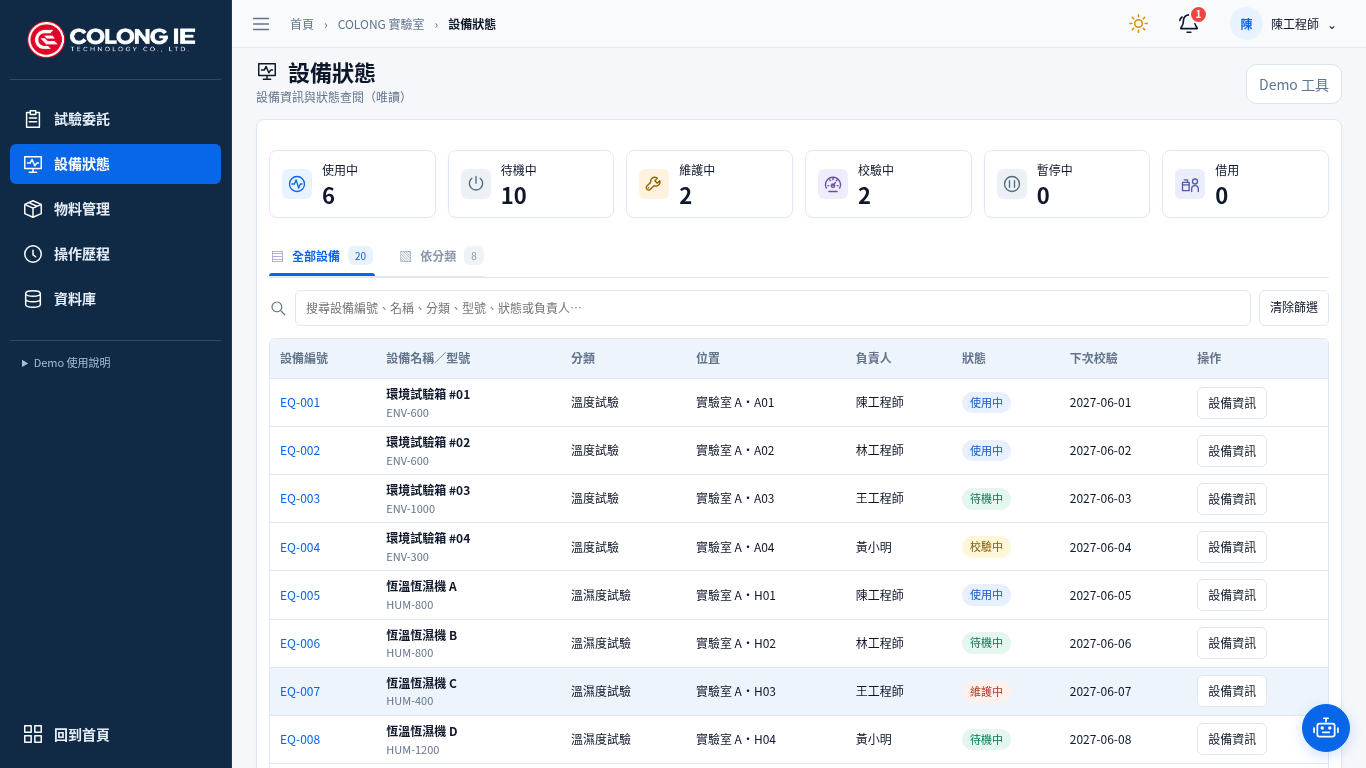 COLONG IE
TECHNOLOGY CO., LTD.
試驗委託
設備狀態
物料管理
操作歷程
資料庫
Demo 使用說明
回到首頁
首頁 › COLONG 實驗室 › 設備狀態
1
陳 陳工程師
設備狀態
設備資訊與狀態查閱（唯讀）
Demo 工具
使用中
6
待機中
10
維護中
2
校驗中
2
暫停中
0
借用
0
全部設備 20
依分類 8
搜尋設備編號、名稱、分類、型號、狀態或負責人…
清除篩選
設備編號 設備名稱／型號 分類 位置 負責人 狀態 下次校驗 操作
EQ-001 環境試驗箱 #01 溫度試驗 實驗室 A・A01 陳工程師 使用中 2027-06-01 設備資訊
ENV-600
EQ-002 環境試驗箱 #02 溫度試驗 實驗室 A・A02 林工程師 使用中 2027-06-02 設備資訊
ENV-600
EQ-003 環境試驗箱 #03 溫度試驗 實驗室 A・A03 王工程師 待機中 2027-06-03 設備資訊
ENV-1000
EQ-004 環境試驗箱 #04 溫度試驗 實驗室 A・A04 黃小明 校驗中 2027-06-04 設備資訊
ENV-300
EQ-005 恆溫恆濕機 A 溫濕度試驗 實驗室 A・H01 陳工程師 使用中 2027-06-05 設備資訊
HUM-800
EQ-006 恆溫恆濕機 B 溫濕度試驗 實驗室 A・H02 林工程師 待機中 2027-06-06 設備資訊
HUM-800
EQ-007 恆溫恆濕機 C 溫濕度試驗 實驗室 A・H03 王工程師 維護中 2027-06-07 設備資訊
HUM-400
EQ-008 恆溫恆濕機 D 溫濕度試驗 實驗室 A・H04 黃小明 待機中 2027-06-08 設備資訊
HUM-1200